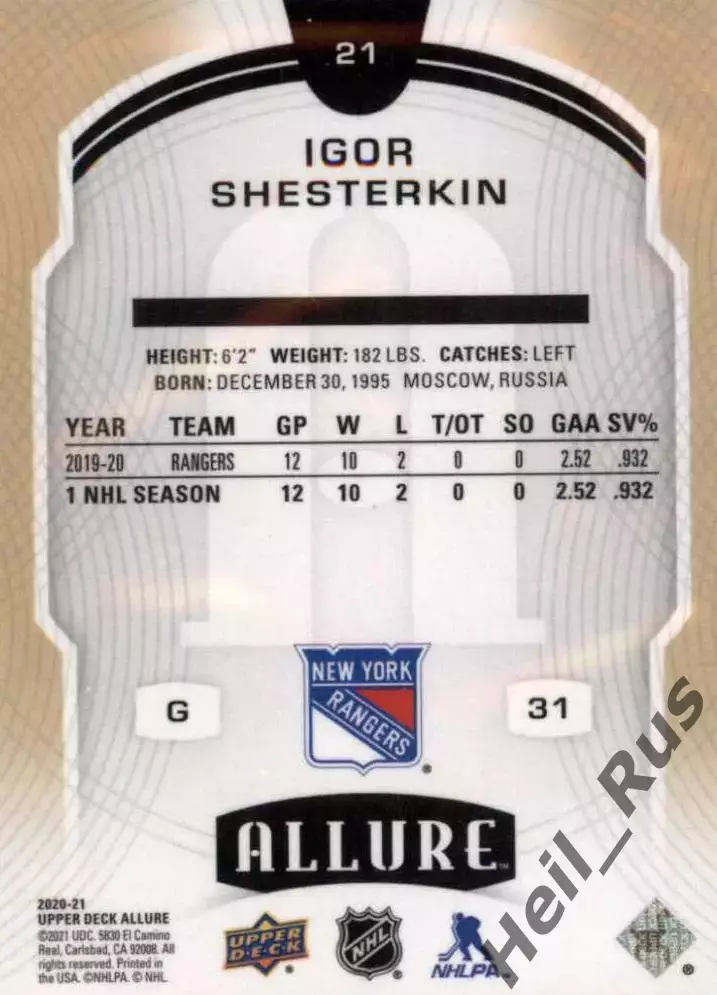 21
IGOR
SHESTERKIN
HEIGHT: 6'2" WEIGHT: 182 LBS. CATCHES: LEFT
BORN: DECEMBER 30, 1995 MOSCOW, RUSSIA
YEAR TEAM GP W L T/OT SO GAA SV%
2019-20 RANGERS 12 10 2 0 0 2.52 .932
1 NHL SEASON 12 10 2 0 0 2.52 .932
NEW YORK
RANGERS
®
G
31
ALLURE™
2020-21
UPPER DECK ALLURE
©2021 UDC. 5830 El Camino
Real, Carlsbad, CA 92008. All
rights reserved. Printed in
the USA. ©NHLPA. © NHL.
UPPER
DECK
®
NHL
®
NHLPA
®
Heil_Rus